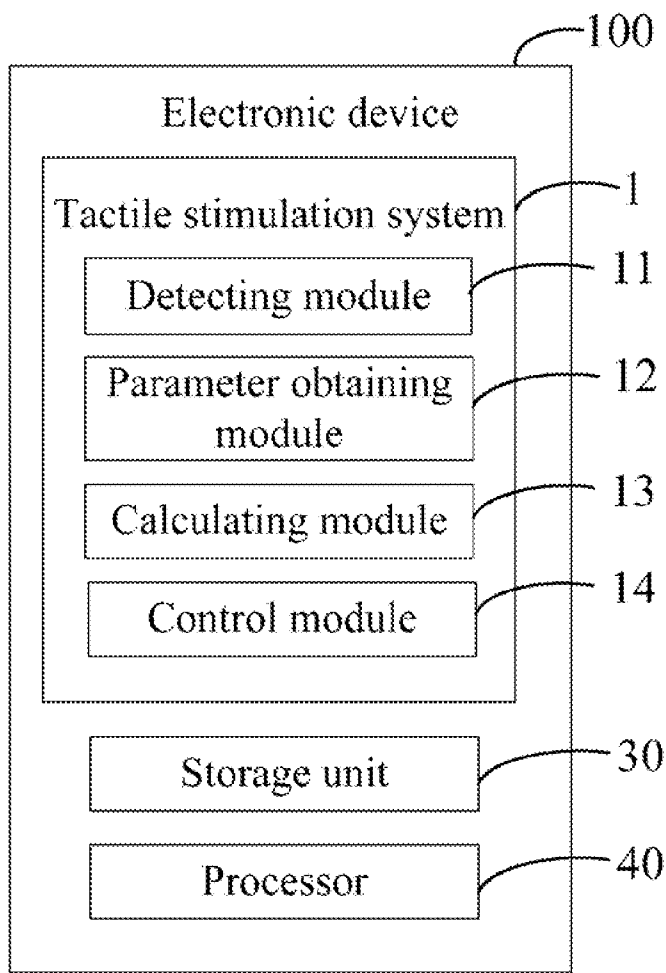 100
Electronic device
1
Tactile stimulation system
11
Detecting module
12
Parameter obtaining
module
13
Calculating module
14
Control module
30
Storage unit
40
Processor